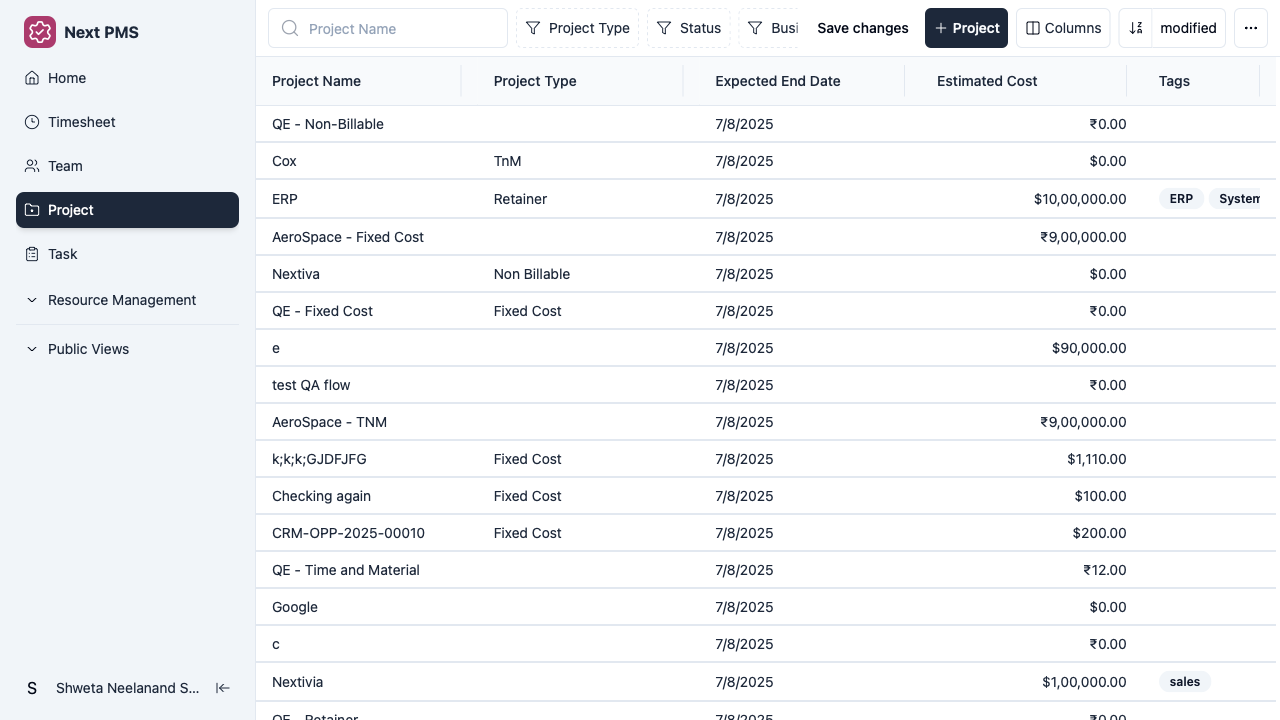 Next PMS
Home
Timesheet
Team
Project
Task
Resource Management
Public Views
S Shweta Neelanand S...
Project Name Project Type Status Busi Save changes Project Columns modified
Project Name Project Type Expected End Date Estimated Cost Tags
QE - Non-Billable 7/8/2025 ₹0.00
Cox TnM 7/8/2025 $0.00
ERP Retainer 7/8/2025 $10,00,000.00 ERP System
AeroSpace - Fixed Cost 7/8/2025 ₹9,00,000.00
Nextiva Non Billable 7/8/2025 $0.00
QE - Fixed Cost Fixed Cost 7/8/2025 ₹0.00
e 7/8/2025 $90,000.00
test QA flow 7/8/2025 ₹0.00
AeroSpace - TNM 7/8/2025 ₹9,00,000.00
k;k;k;GJDFJFG Fixed Cost 7/8/2025 $1,110.00
Checking again Fixed Cost 7/8/2025 $100.00
CRM-OPP-2025-00010 Fixed Cost 7/8/2025 $200.00
QE - Time and Material 7/8/2025 ₹12.00
Google 7/8/2025 $0.00
c 7/8/2025 ₹0.00
Nextivia 7/8/2025 $1,00,000.00 sales
QE - Retainer 7/8/2025 ₹0.00